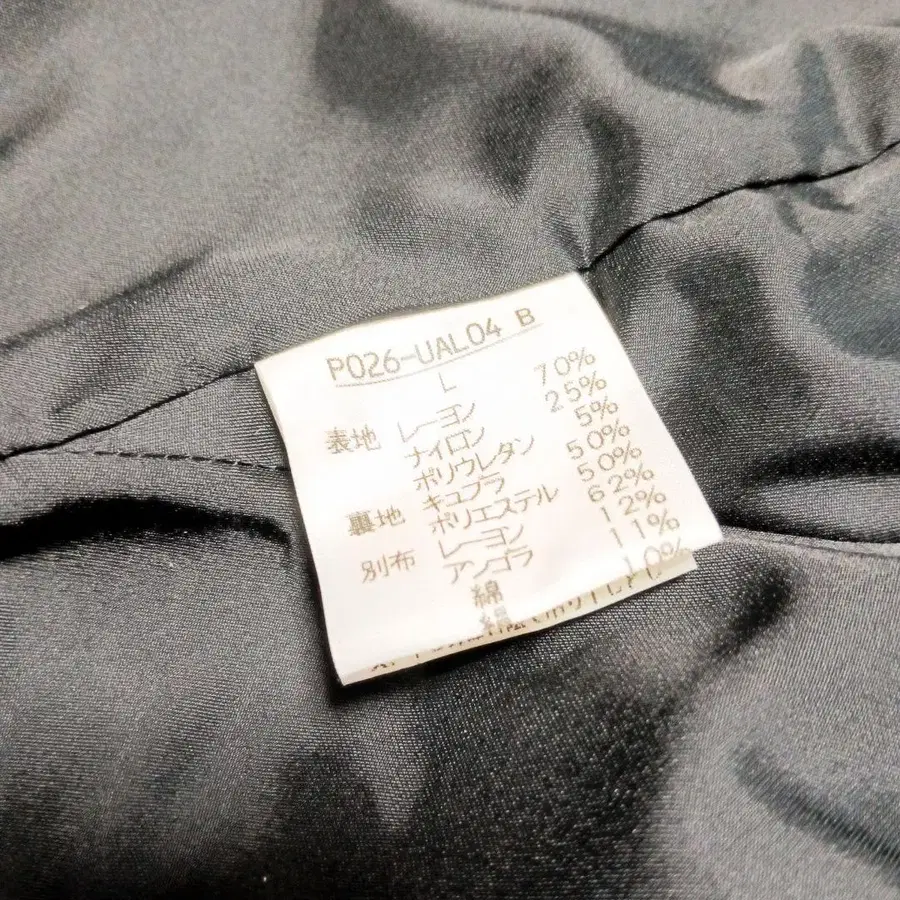 P026-UAL04 B
L
表地 レーヨン 70%
ナイロン 25%
ポリウレタン 5%
裏地 キュプラ 50%
ポリエステル 50%
別布 レーヨン 62%
アンゴラ 12%
綿 11%
絹 10%